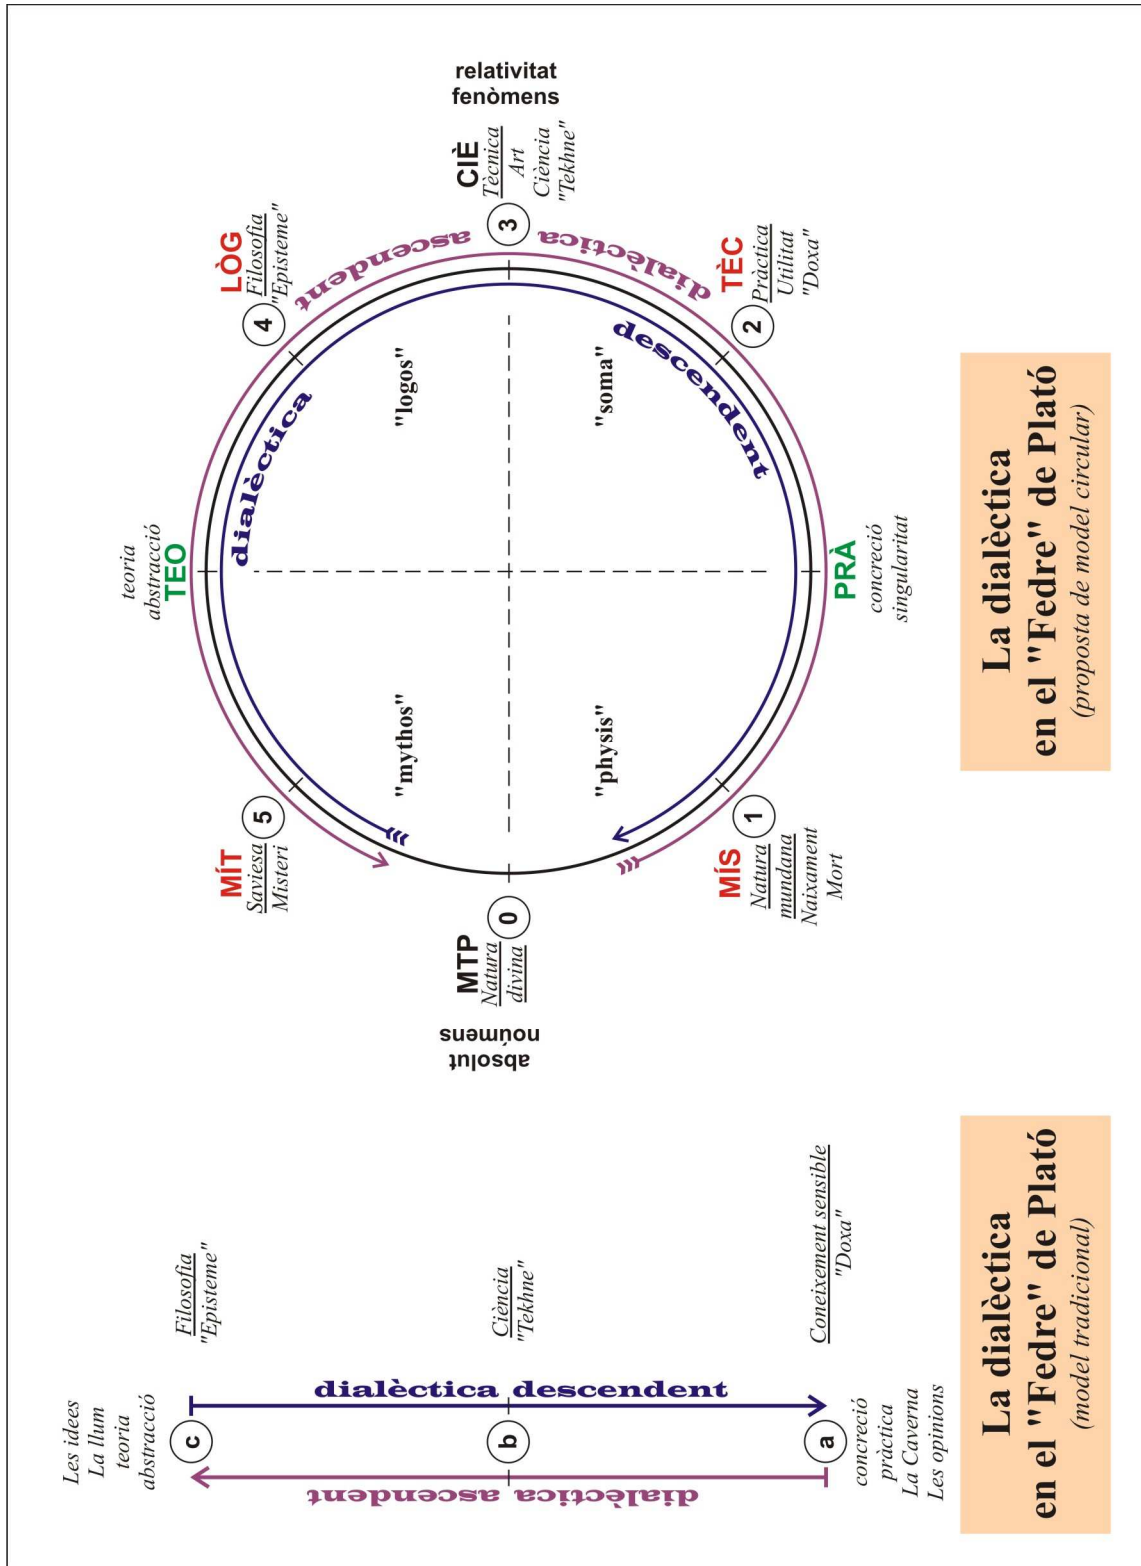 Les idees
La llum
teoria
abstracció
c
Filosofia
"Episteme"
dialèctica descendent
dialèctica ascendent
b
Ciència
"Tekhne"
a
Coneixement sensible
"Doxa"
concreció
pràctica
La Caverna
Les opinions
La dialèctica
en el "Fedre" de Plató
(model tradicional)
teoria
abstracció
TEO
MÍT
Saviesa
Misteri
5
LÒG
Filosofia
"Episteme"
4
dialèctica
descendent
dialèctica
ascendent
"mythos"
"logos"
absolut
noúmens
MTP
Natura
divina
0
3
CIÈ
Tècnica
Art
Ciència
"Tekhne"
relativitat
fenòmens
"physis"
"soma"
1
MÍS
Natura
mundana
Naixament
Mort
2
TÈC
Pràctica
Utilitat
"Doxa"
PRÀ
concreció
singularitat
La dialèctica
en el "Fedre" de Plató
(proposta de model circular)